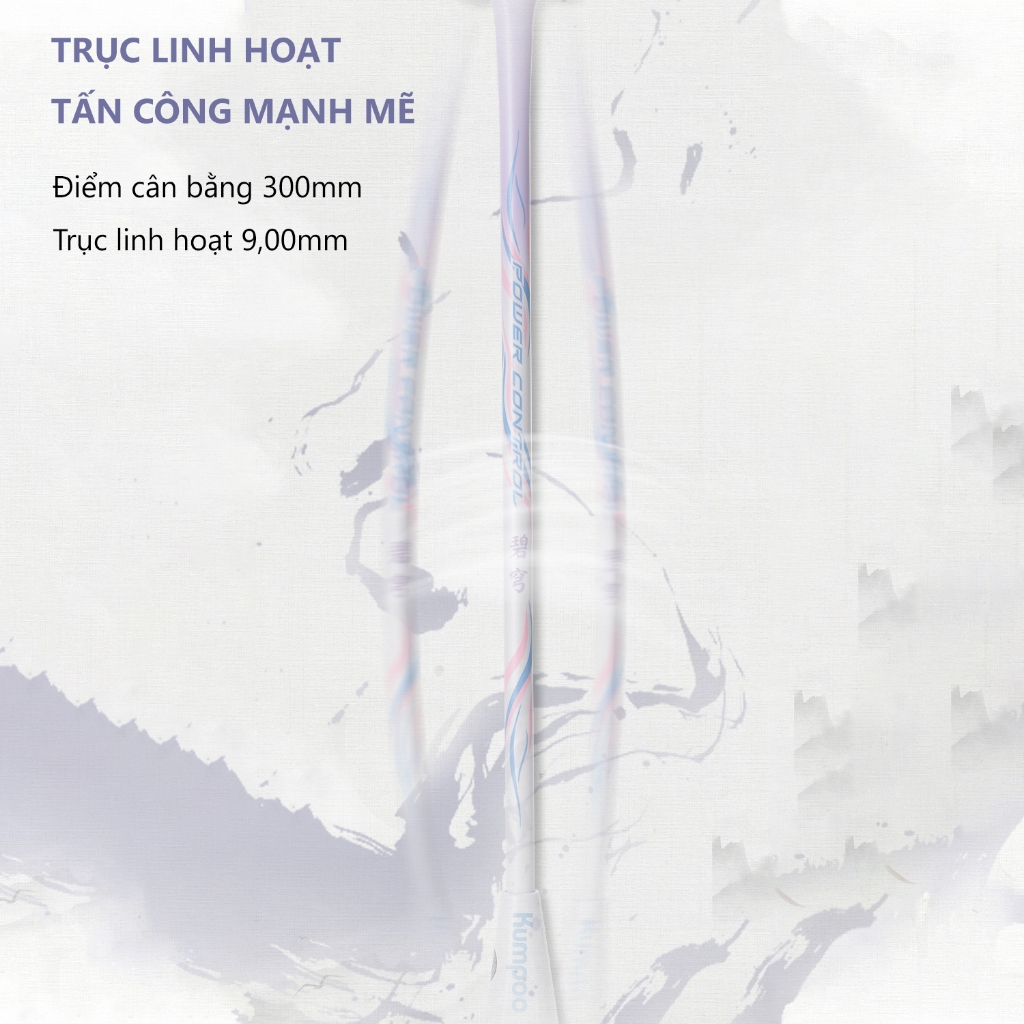 TRỤC LINH HOẠT
TẤN CÔNG MẠNH MẼ
Điểm cân bằng 300mm
Trục linh hoạt 9,00mm
POWER CONTROL
碧穹
Kumpoo